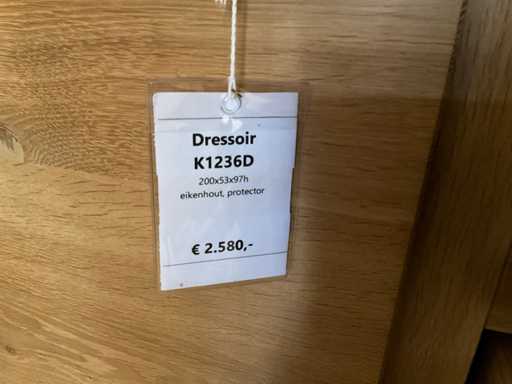 Dressoir
K1236D
200x53x97h
eikenhout, protector
€ 2.580,-